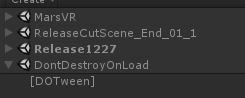 Create
MarsVR
ReleaseCutScene_End_01_1
Release1227
DontDestroyOnLoad
[DOTween]